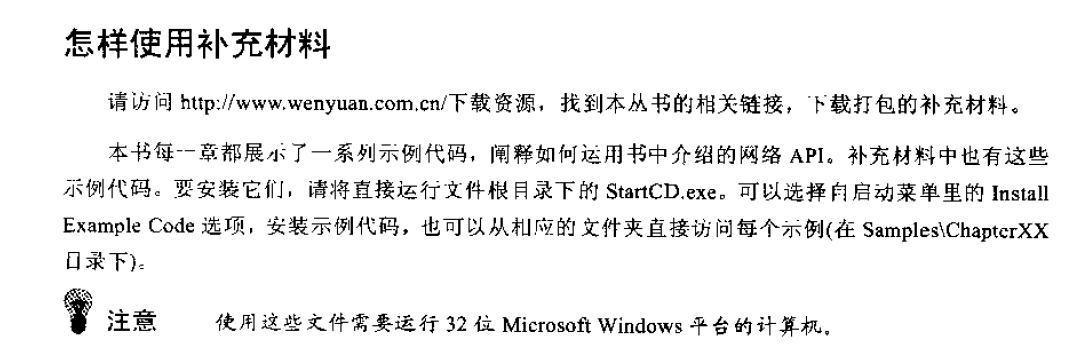 怎样使用补充材料
请访问 http://www.wenyuan.com.cn/下载资源，找到本丛书的相关链接，下载打包的补充材料。
本书每一章都展示了一系列示例代码，阐释如何运用书中介绍的网络 API。补充材料中也有这些
示例代码。要安装它们，请将直接运行文件根目录下的 StartCD.exe。可以选择自启动菜单里的 Install
Example Code 选项，安装示例代码，也可以从相应的文件夹直接访问每个示例(在 Samples\ChapterXX
目录下)。
注意 使用这些文件需要运行 32 位 Microsoft Windows 平台的计算机。